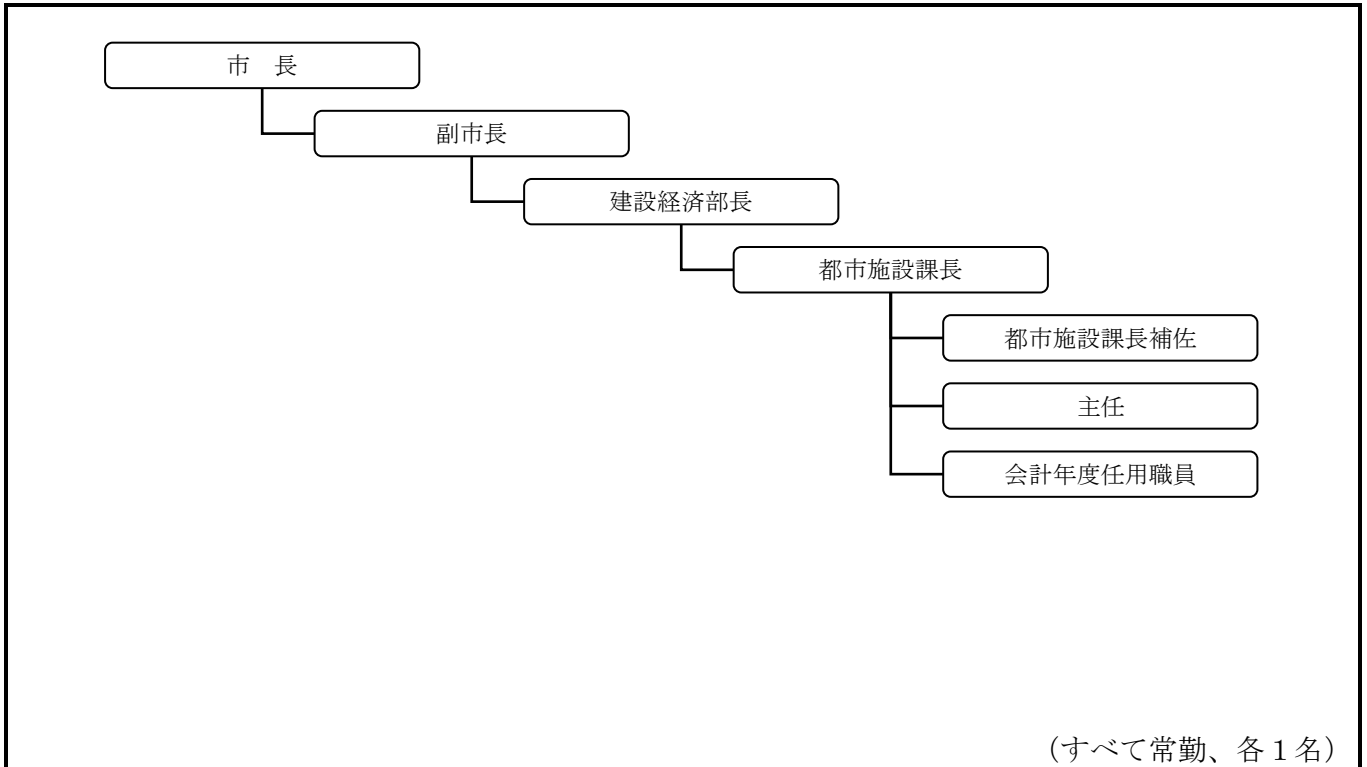 市　長
副市長
建設経済部長
都市施設課長
都市施設課長補佐
主任
会計年度任用職員
（すべて常勤、各１名）